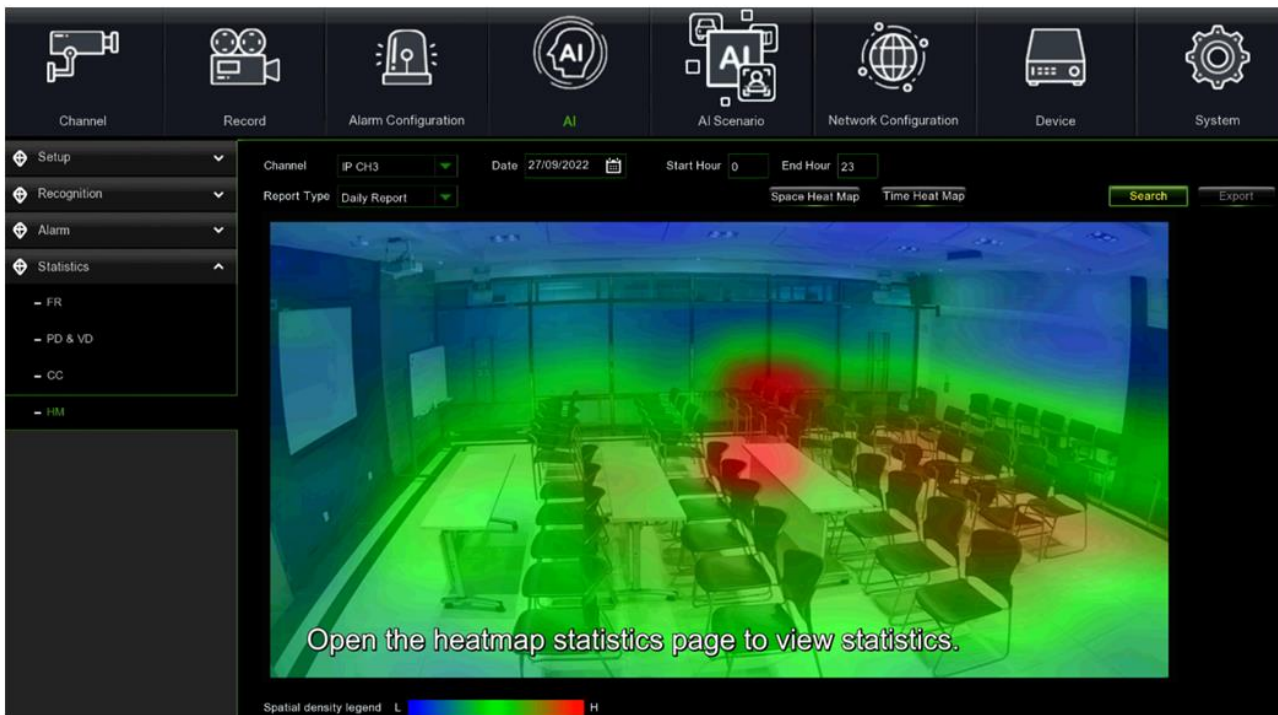 Channel
Record
Alarm Configuration
AI
AI
AI
AI Scenario
Network Configuration
Device
System
Setup
Recognition
Alarm
Statistics
FR
PD & VD
CC
HM
Channel IP CH3 Date 27/09/2022 Start Hour 0 End Hour 23
Report Type Daily Report Space Heat Map Time Heat Map Search Export
Open the heatmap statistics page to view statistics.
Spatial density legend L H